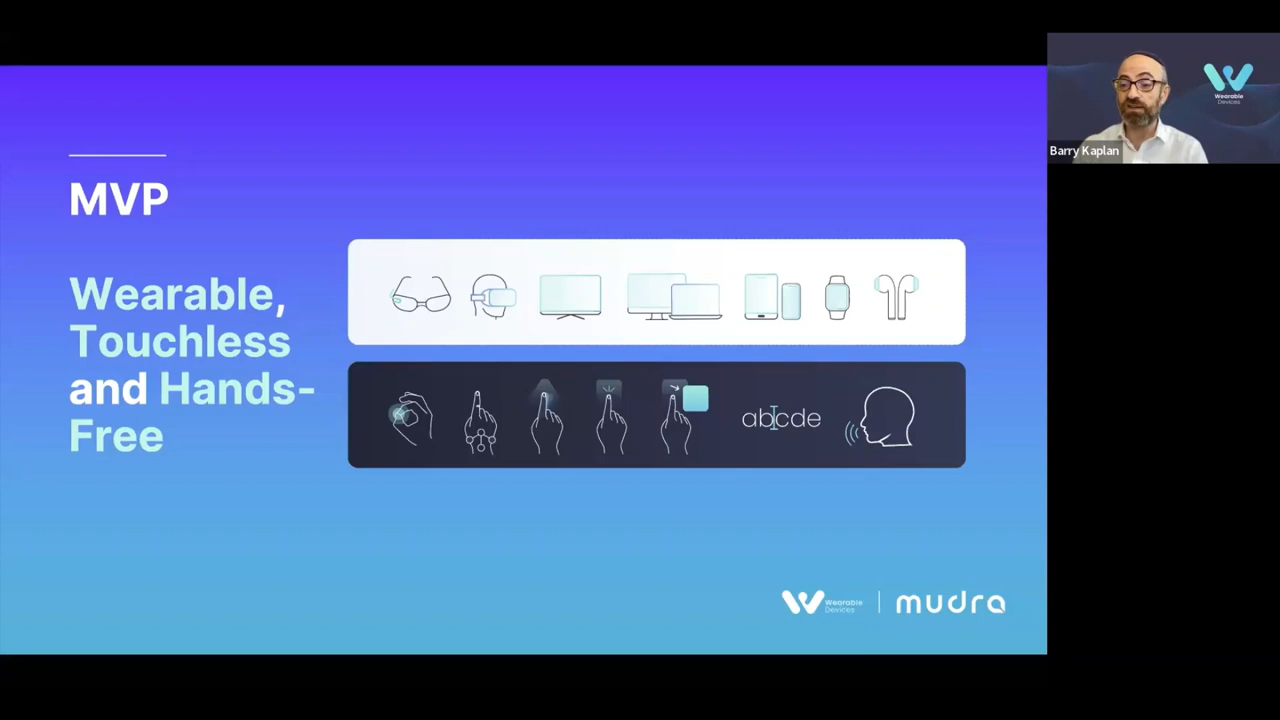 MVP
Wearable,
Touchless
and Hands-
Free
abcde
Wearable
Devices
mudra
Wearable
Devices
Barry Kaplan